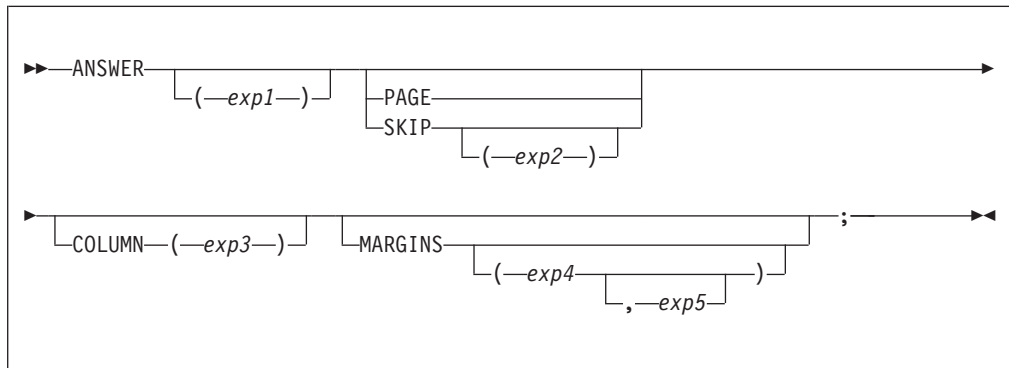 ANSWER
(exp1)
PAGE
SKIP
(exp2)
COLUMN (exp3)
MARGINS
(exp4
,exp5
)
;